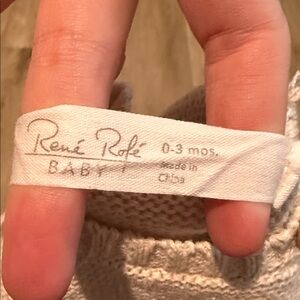 René Rofé
BABY
0-3 mos.
Made in
China